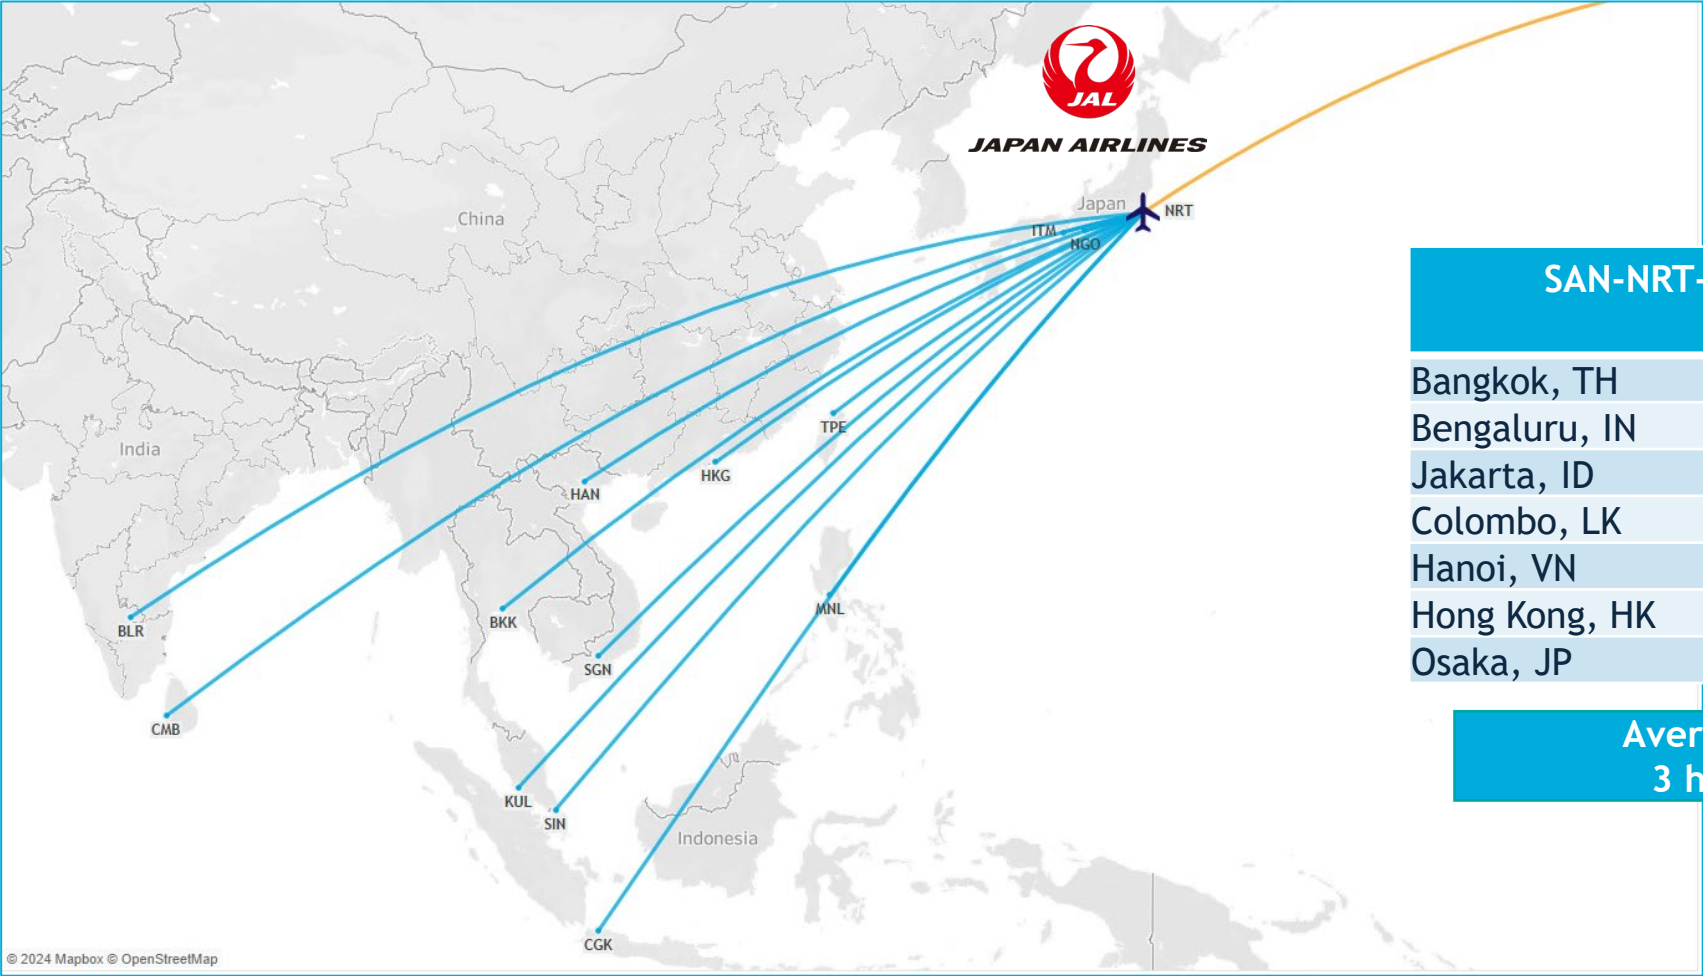 JAL
JAPAN AIRLINES
China
Japan
NRT
ITM
NGO
India
TPE
HKG
HAN
BLR
BKK
MNL
SGN
CMB
KUL
SIN
Indonesia
CGK
© 2024 Mapbox © OpenStreetMap
SAN-NRT-
Bangkok, TH
Bengaluru, IN
Jakarta, ID
Colombo, LK
Hanoi, VN
Hong Kong, HK
Osaka, JP
Aver
3 h